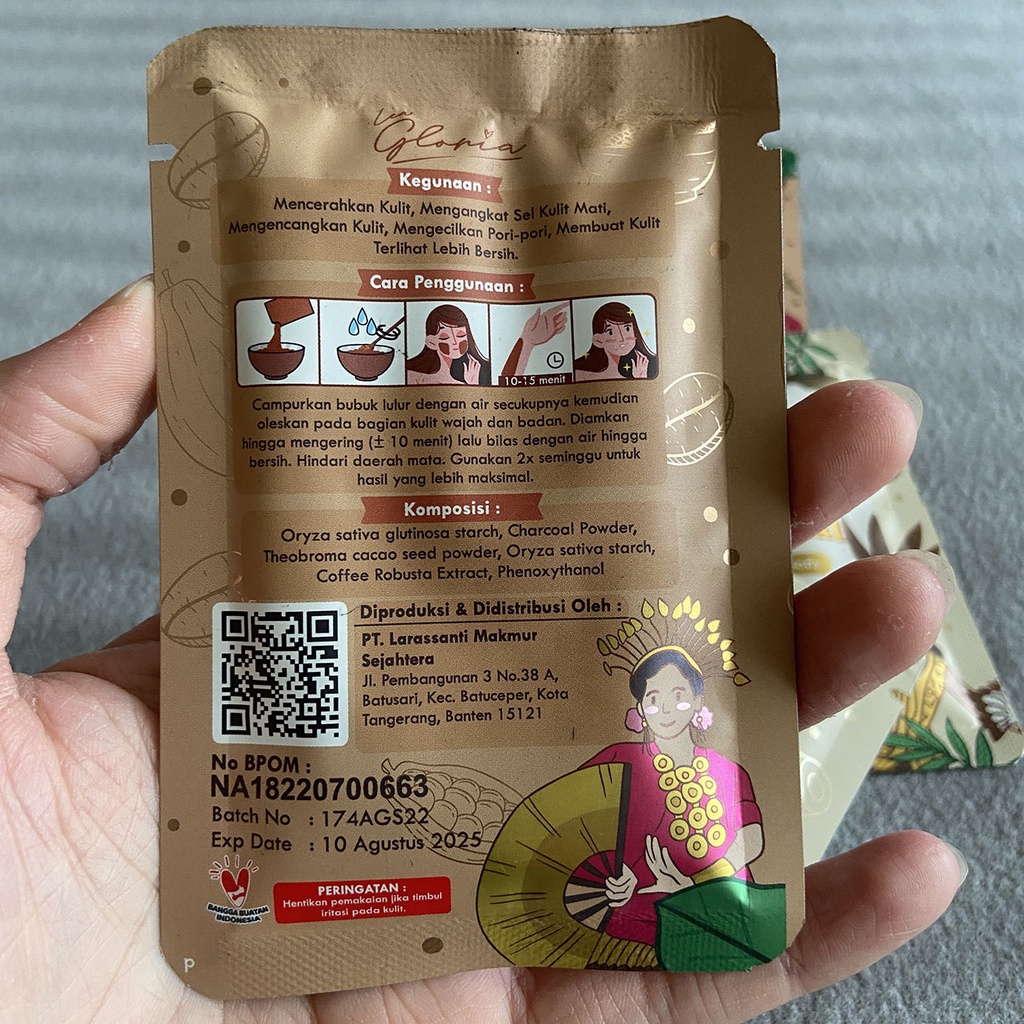 Gloria
Kegunaan :
Mencerahkan Kulit, Mengangkat Sel Kulit Mati,
Mengencangkan Kulit, Mengecilkan Pori-pori, Membuat Kulit
Terlihat Lebih Bersih.
Cara Penggunaan :
10-15 menit
Campurkan bubuk lulur dengan air secukupnya kemudian
oleskan pada bagian kulit wajah dan badan. Diamkan
hingga mengering (± 10 menit) lalu bilas dengan air hingga
bersih. Hindari daerah mata. Gunakan 2x seminggu untuk
hasil yang lebih maksimal.
Komposisi :
Oryza sativa glutinosa starch, Charcoal Powder,
Theobroma cacao seed powder, Oryza sativa starch,
Coffee Robusta Extract, Phenoxythanol
Diproduksi & Didistribusi Oleh :
PT. Larassanti Makmur
Sejahtera
Jl. Pembangunan 3 No.38 A,
Batusari, Kec. Batuceper, Kota
Tangerang, Banten 15121
No BPOM :
NA18220700663
Batch No : 174AGS22
Exp Date : 10 Agustus 2025
BANGGA BUATAN
INDONESIA
PERINGATAN :
Hentikan pemakaian jika timbul
iritasi pada kulit.
P